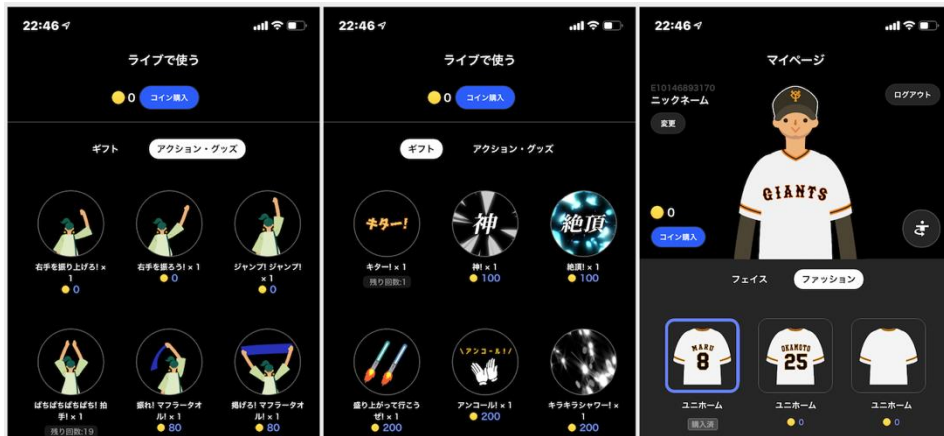 22:46
ライブで使う
0 コイン購入
ギフト アクション・グッズ
右手を振り上げろ! ×
1
0
右手を振ろう! × 1
0
ジャンプ! ジャンプ!
× 1
0
ぱちぱちぱちぱち! 拍
手! × 1
残り回数:19
振れ! マフラータオ
ル! × 1
80
掲げろ! マフラータオ
ル! × 1
80
22:46
ライブで使う
0 コイン購入
ギフト アクション・グッズ
キター!
キター! × 1
残り回数:1
神
神! × 1
100
絶頂
絶頂! × 1
100
盛り上がって行こう
ぜ! × 1
200
\アンコール!/
アンコール! × 1
200
キラキラシャワー! ×
1
200
22:46
マイページ
E10146893170
ニックネーム
変更
ログアウト
GIANTS
0
コイン購入
フェイス ファッション
MARU
8
ユニホーム
購入済
OKAMOTO
25
ユニホーム
0
ユニホーム
0